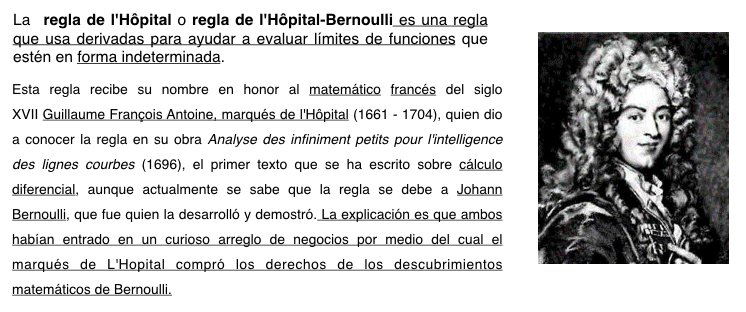 La regla de l'Hôpital o regla de l'Hôpital-Bernoulli es una regla
que usa derivadas para ayudar a evaluar límites de funciones que
estén en forma indeterminada.
Esta regla recibe su nombre en honor al matemático francés del siglo
XVII Guillaume François Antoine, marqués de l'Hôpital (1661 - 1704), quien dio
a conocer la regla en su obra Analyse des infiniment petits pour l'intelligence
des lignes courbes (1696), el primer texto que se ha escrito sobre cálculo
diferencial, aunque actualmente se sabe que la regla se debe a Johann
Bernoulli, que fue quien la desarrolló y demostró. La explicación es que ambos
habían entrado en un curioso arreglo de negocios por medio del cual el
marqués de L'Hopital compró los derechos de los descubrimientos
matemáticos de Bernoulli.